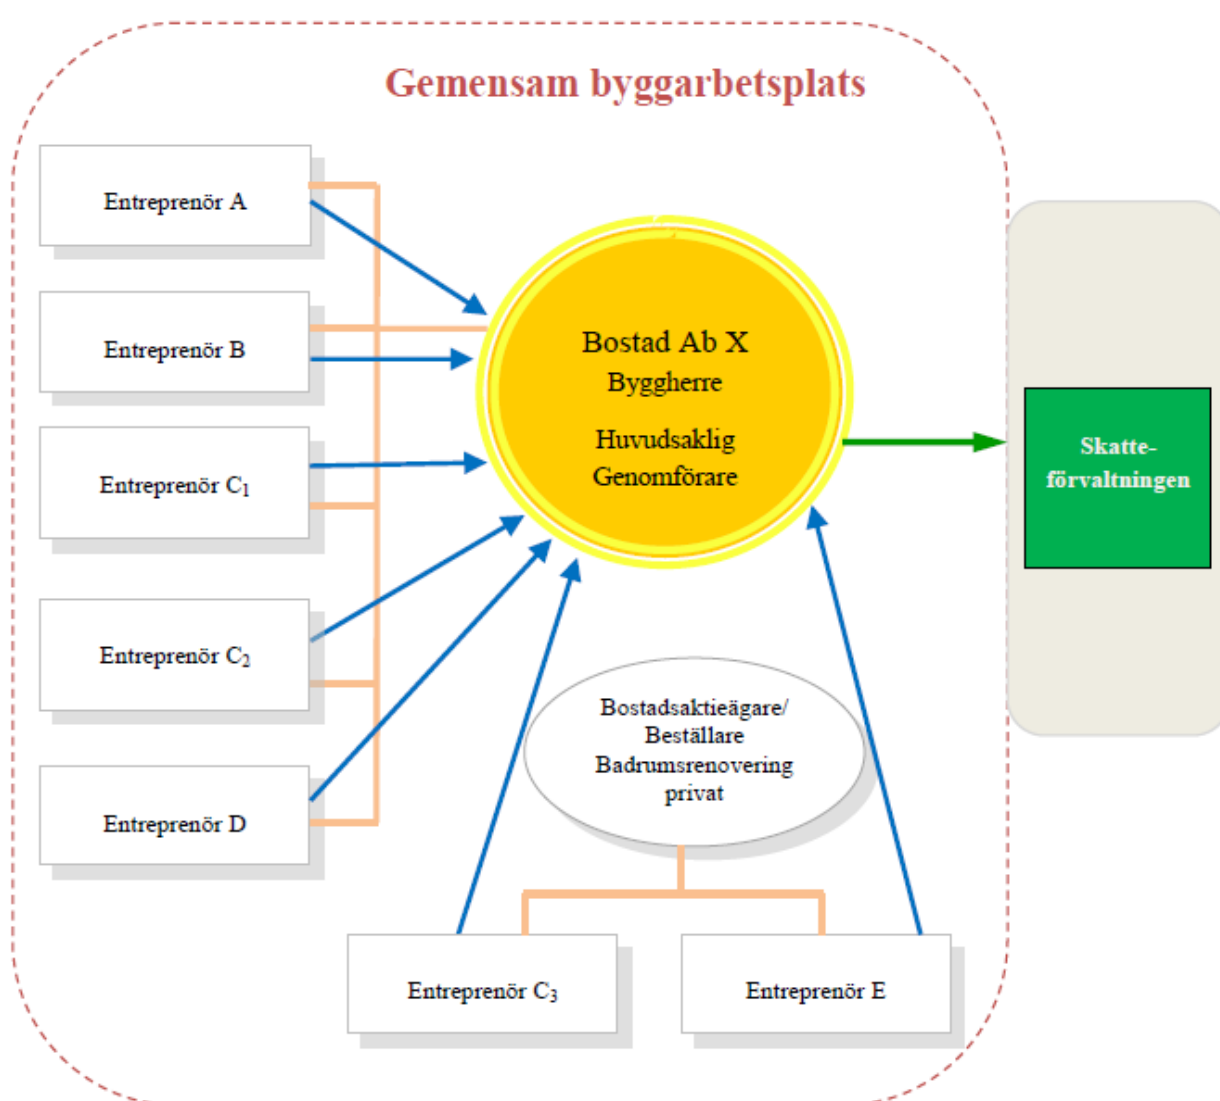 Gemensam byggarbetsplats
Entreprenör A
Entreprenör B
Entreprenör C₁
Entreprenör C₂
Entreprenör D
Bostad Ab X
Byggherre
Huvudsaklig
Genomförare
Skatte-
förvaltningen
Bostadsaktieägare/
Beställare
Badrumsrenovering
privat
Entreprenör C₃
Entreprenör E